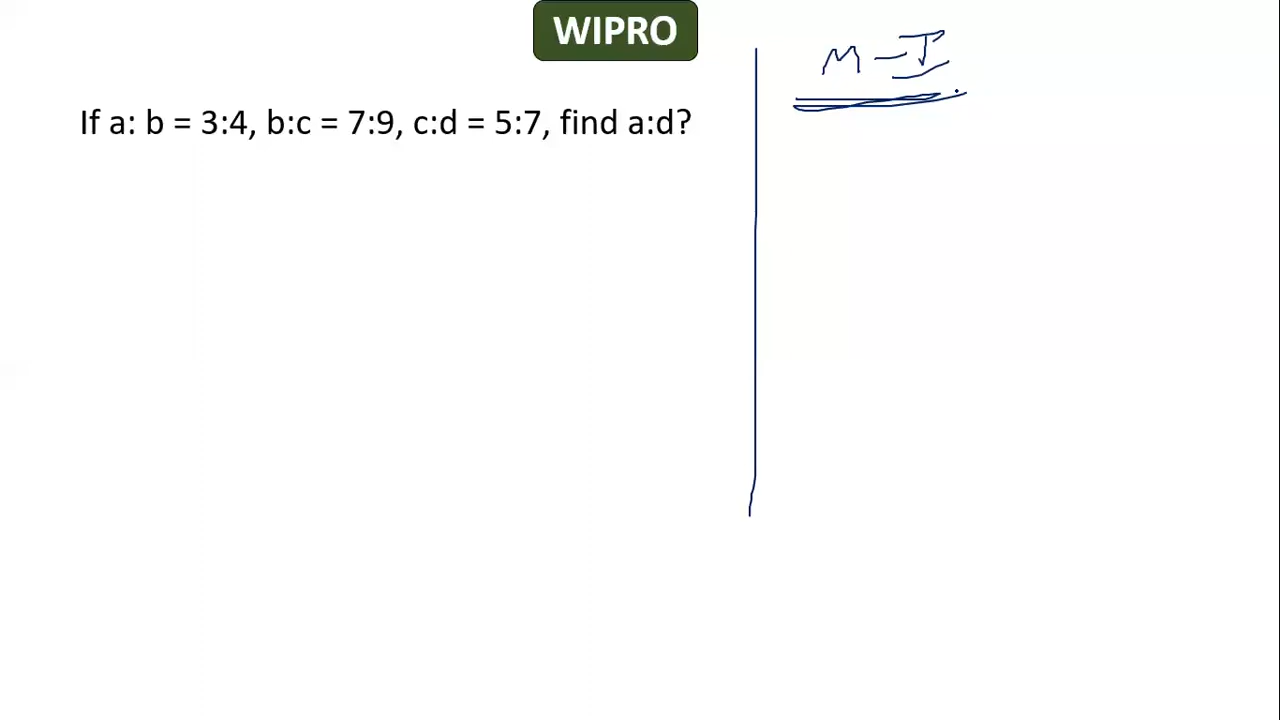 WIPRO
M - I
If a: b = 3:4, b:c = 7:9, c:d = 5:7, find a:d?